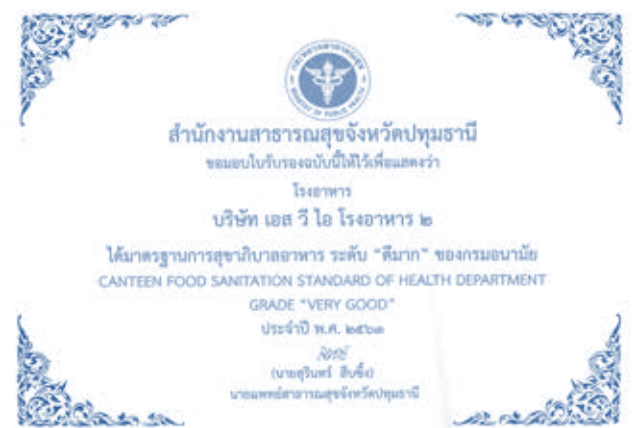 MINISTRY OF PUBLIC HEALTH
สำนักงานสาธารณสุขจังหวัดปทุมธานี
ขอมอบใบรับรองฉบับนี้ให้ไว้เพื่อแสดงว่า
โรงอาหาร
บริษัท เอส วี ไอ โรงอาหาร ๒
ได้มาตรฐานการสุขาภิบาลอาหาร ระดับ "ดีมาก" ของกรมอนามัย
CANTEEN FOOD SANITATION STANDARD OF HEALTH DEPARTMENT
GRADE "VERY GOOD"
ประจำปี พ.ศ. ๒๕๖๑
(นายสุรินทร์ สืบซึ้ง)
นายแพทย์สาธารณสุขจังหวัดปทุมธานี